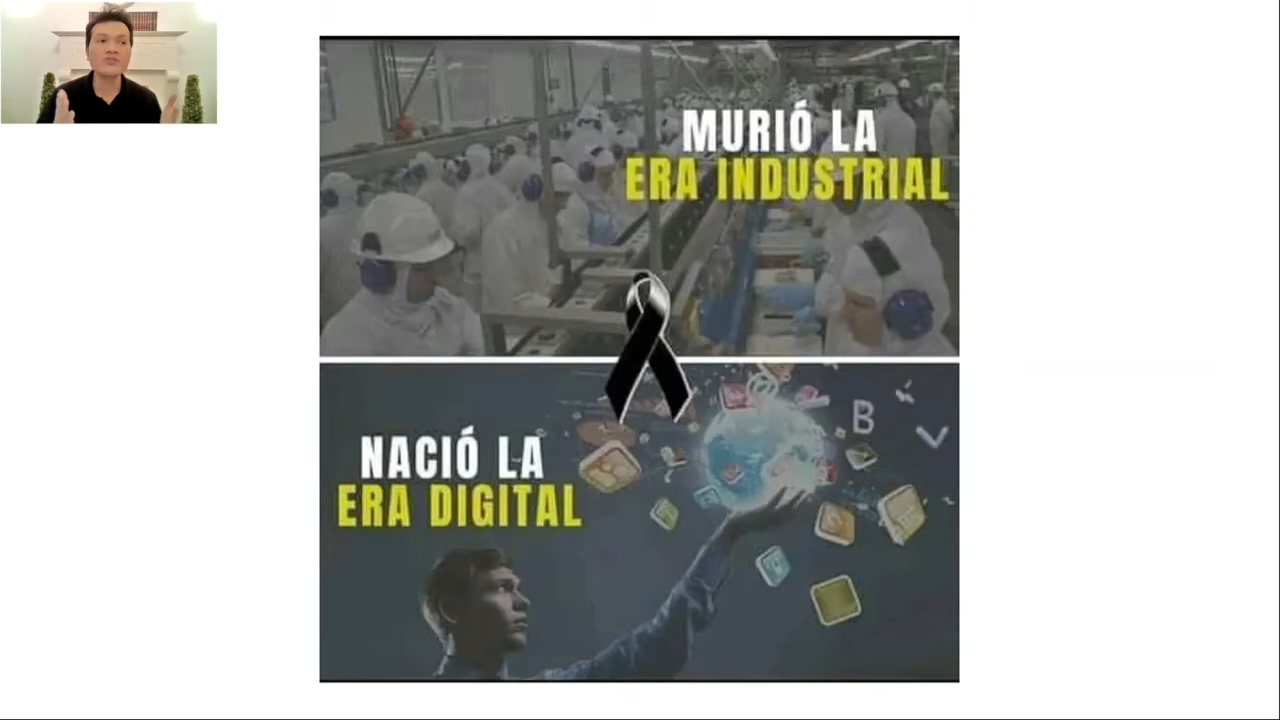 MURIÓ LA
ERA INDUSTRIAL
B
NACIÓ LA
ERA DIGITAL